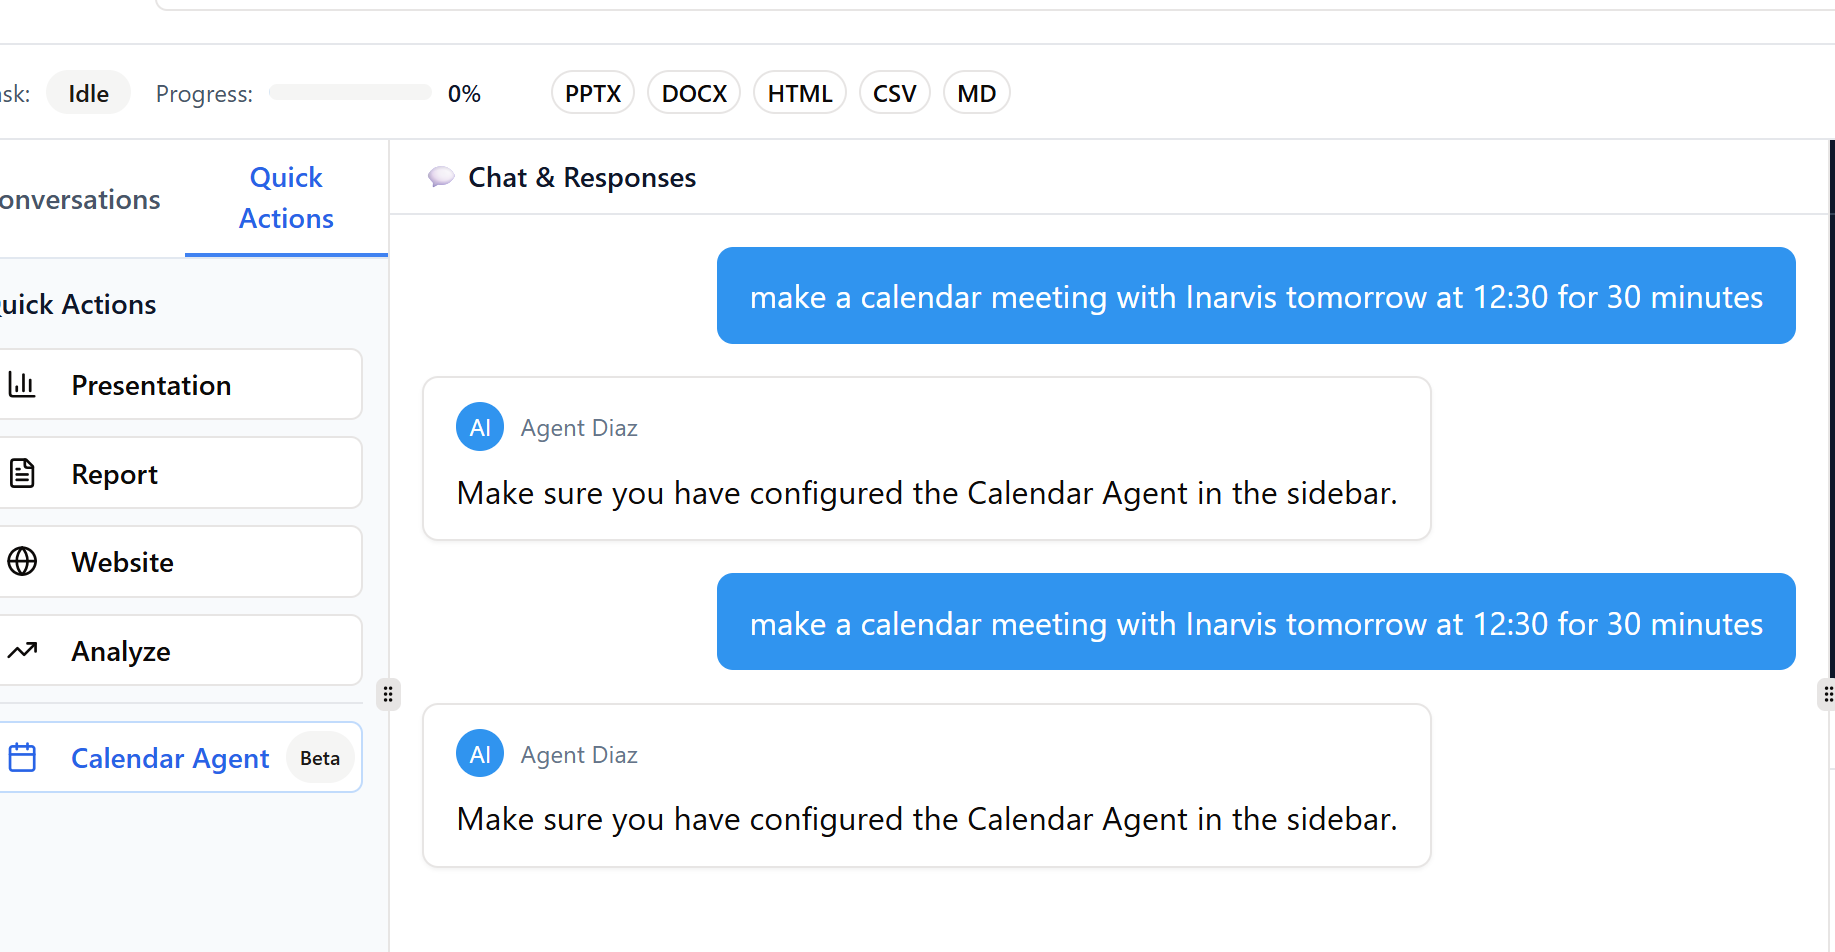 ask:
Idle
Progress:
0%
PPTX
DOCX
HTML
CSV
MD
onversations
Quick
Actions
Quick Actions
Presentation
Report
Website
Analyze
Calendar Agent
Beta
Chat & Responses
make a calendar meeting with Inarvis tomorrow at 12:30 for 30 minutes
AI
Agent Diaz
Make sure you have configured the Calendar Agent in the sidebar.
make a calendar meeting with Inarvis tomorrow at 12:30 for 30 minutes
AI
Agent Diaz
Make sure you have configured the Calendar Agent in the sidebar.